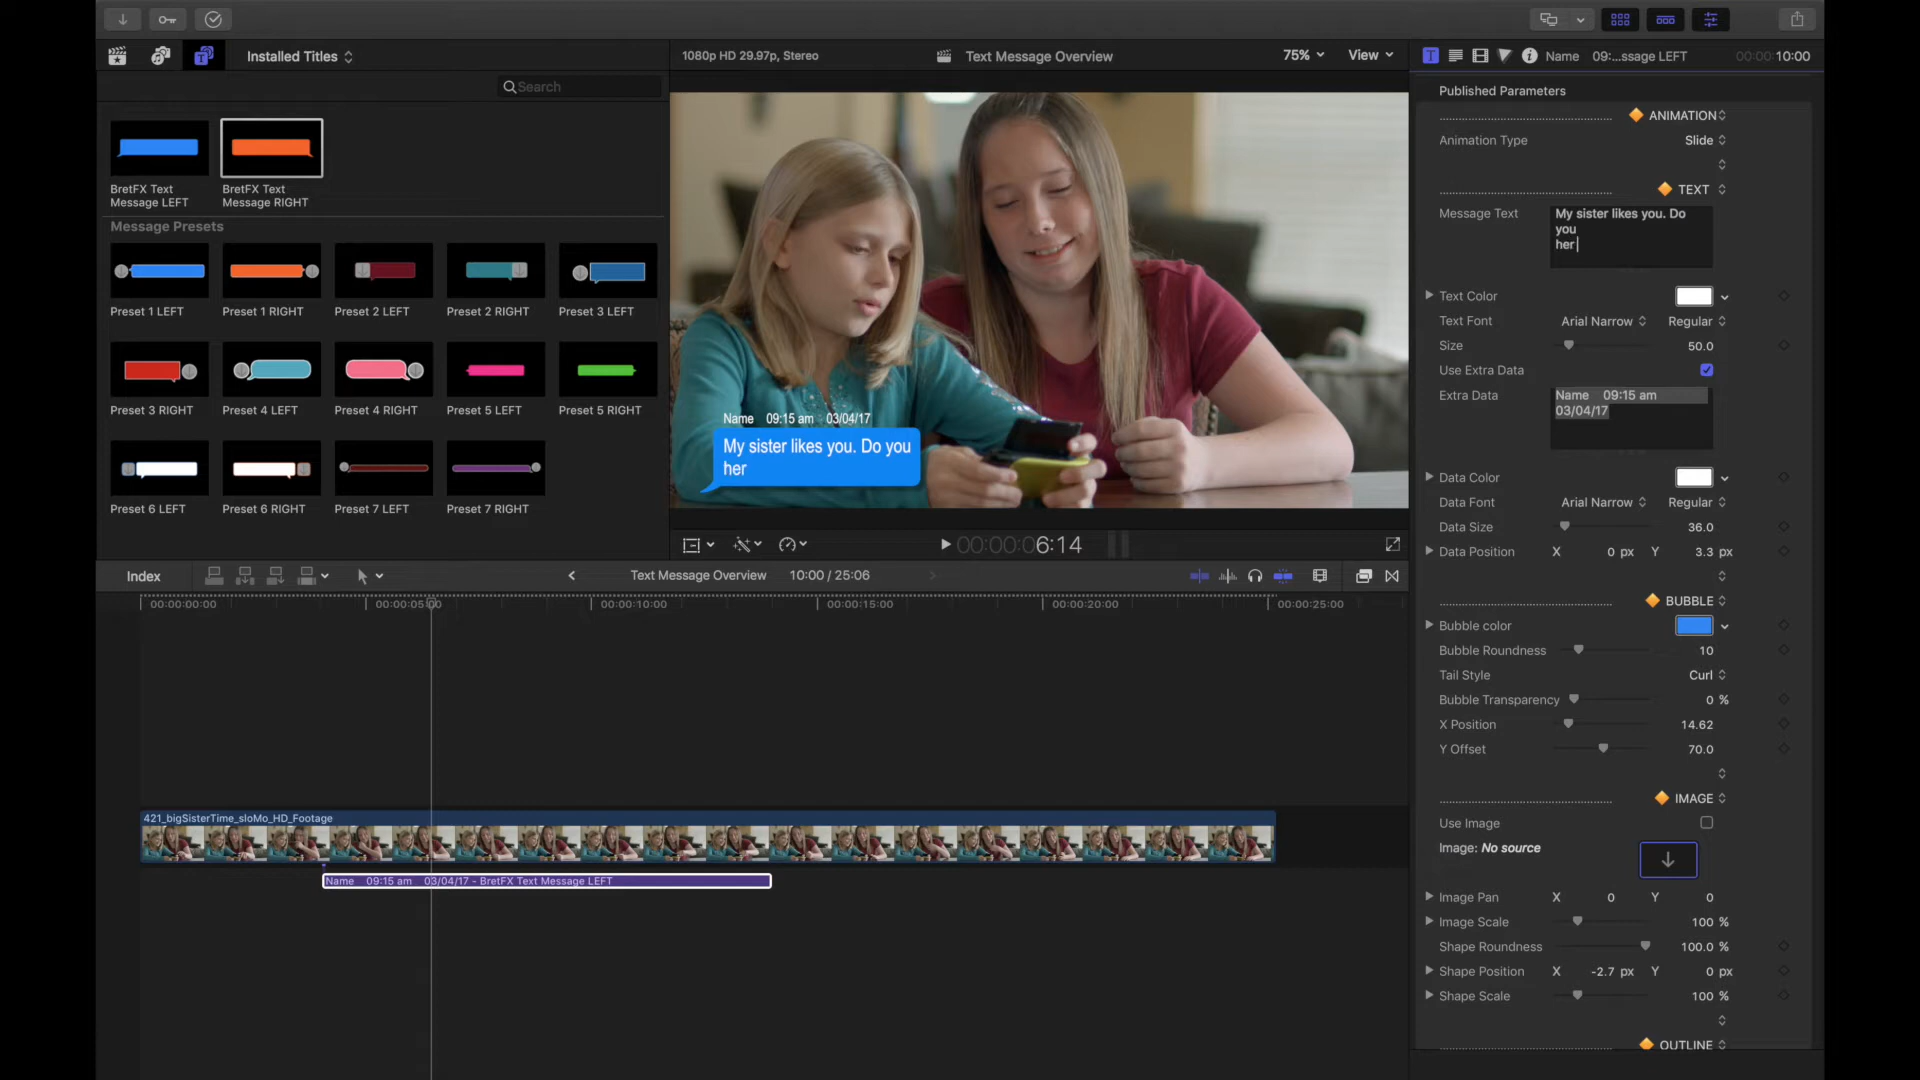 Installed Titles
1080p HD 29.97p, Stereo
Text Message Overview
75%
View
Name 09:...ssage LEFT
00:00:10:00
Search
Published Parameters
BretFX Text
Message LEFT
BretFX Text
Message RIGHT
Message Presets
Preset 1 LEFT
Preset 1 RIGHT
Preset 2 LEFT
Preset 2 RIGHT
Preset 3 LEFT
Preset 3 RIGHT
Preset 4 LEFT
Preset 4 RIGHT
Preset 5 LEFT
Preset 5 RIGHT
Preset 6 LEFT
Preset 6 RIGHT
Preset 7 LEFT
Preset 7 RIGHT
Name 09:15 am 03/04/17
My sister likes you. Do you
her
00:00:06:14
ANIMATION
Animation Type Slide
TEXT
Message Text
My sister likes you. Do
you
her
Text Color
Text Font Arial Narrow Regular
Size 50.0
Use Extra Data
Extra Data
Name 09:15 am
03/04/17
Data Color
Data Font Arial Narrow Regular
Data Size 36.0
Data Position X 0 px Y 3.3 px
BUBBLE
Bubble color
Bubble Roundness 10
Tail Style Curl
Bubble Transparency 0 %
X Position 14.62
Y Offset 70.0
IMAGE
Use Image
Image: No source
Image Pan X 0 Y 0
Image Scale 100 %
Shape Roundness 100.0 %
Shape Position X -2.7 px Y 0 px
Shape Scale 100 %
OUTLINE
Index
Text Message Overview
10:00 / 25:06
00:00:00:00
00:00:05:00
00:00:10:00
00:00:15:00
00:00:20:00
00:00:25:00
421_bigSisterTime_sloMo_HD_Footage
Name 09:15 am 03/04/17 - BretFX Text Message LEFT